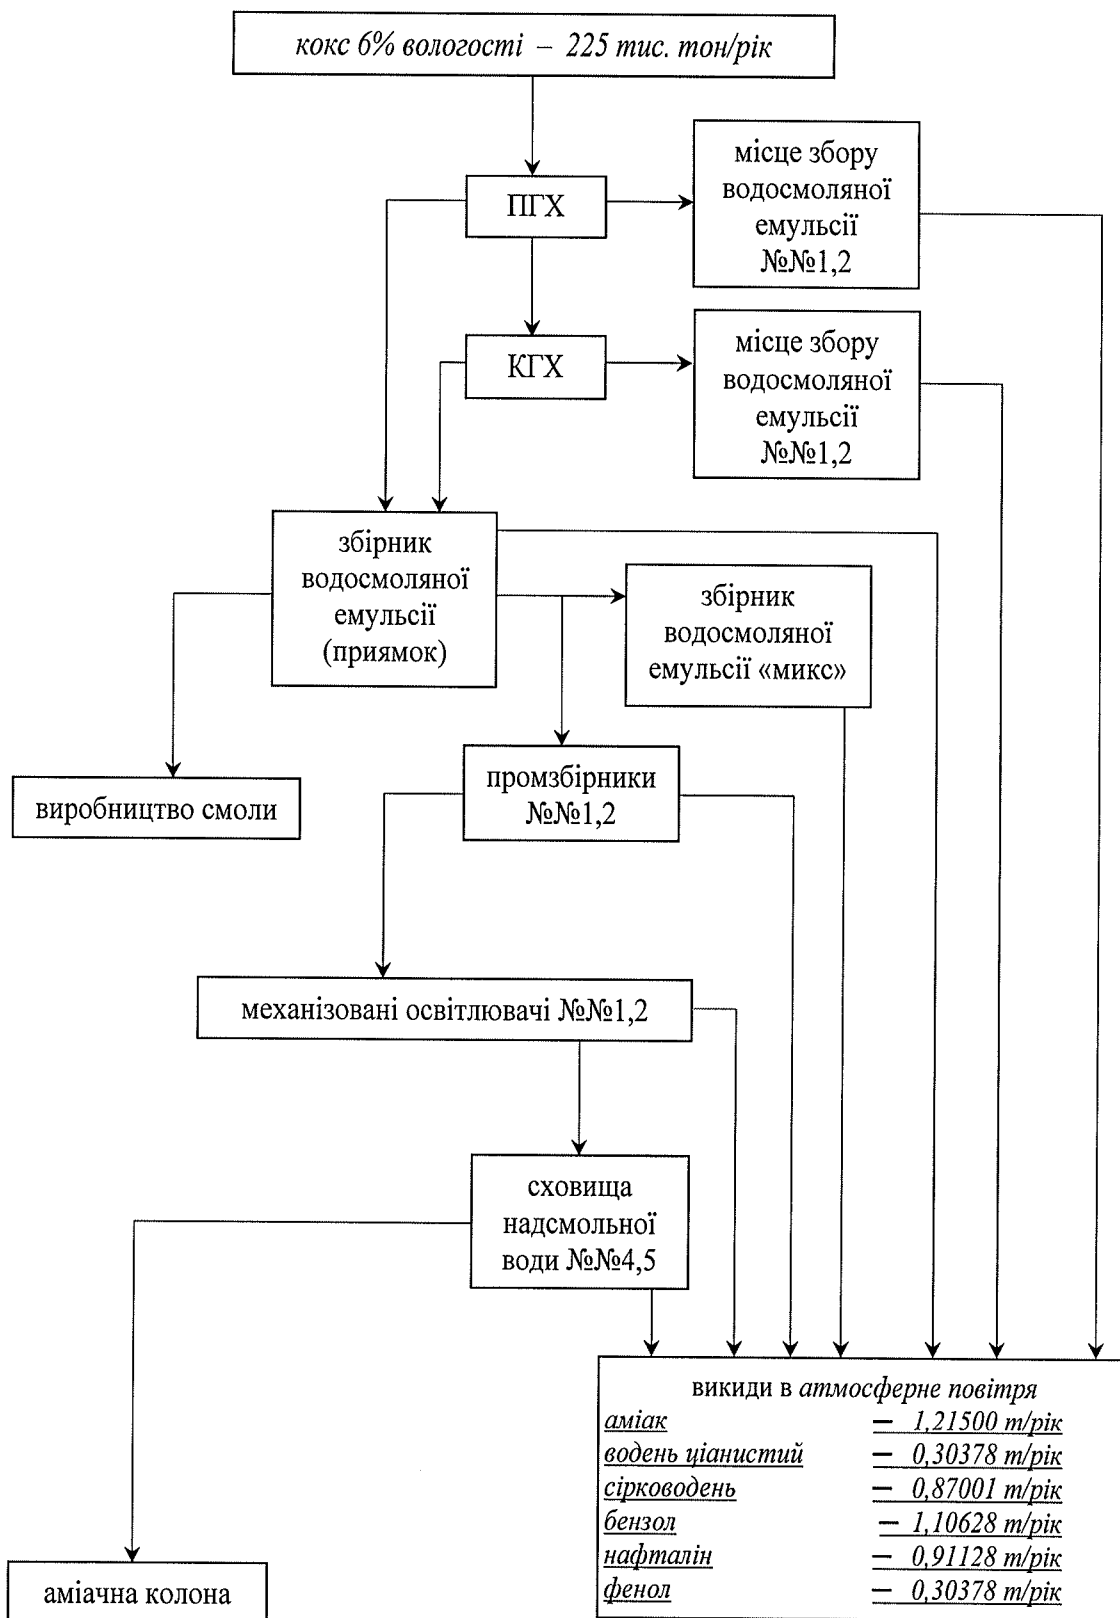 кокс 6% вологості – 225 тис. тон/рік
ПГХ
місце збору
водосмоляної
емульсії
№№1,2
КГХ
місце збору
водосмоляної
емульсії
№№1,2
збірник
водосмоляної
емульсії
(приямок)
збірник
водосмоляної
емульсії «микс»
виробництво смоли
промзбірники
№№1,2
механізовані освітлювачі №№1,2
сховища
надсмольної
води №№4,5
аміачна колона
викиди в атмосферне повітря
аміак – 1,21500 т/рік
водень ціанистий – 0,30378 т/рік
сірководень – 0,87001 т/рік
бензол – 1,10628 т/рік
нафталін – 0,91128 т/рік
фенол – 0,30378 т/рік